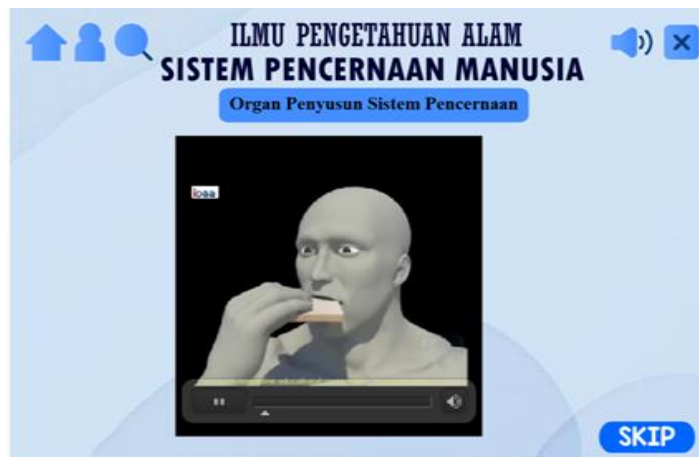 ILMU PENGETAHUAN ALAM
SISTEM PENCERNAAN MANUSIA
Organ Penyusun Sistem Pencernaan
SKIP